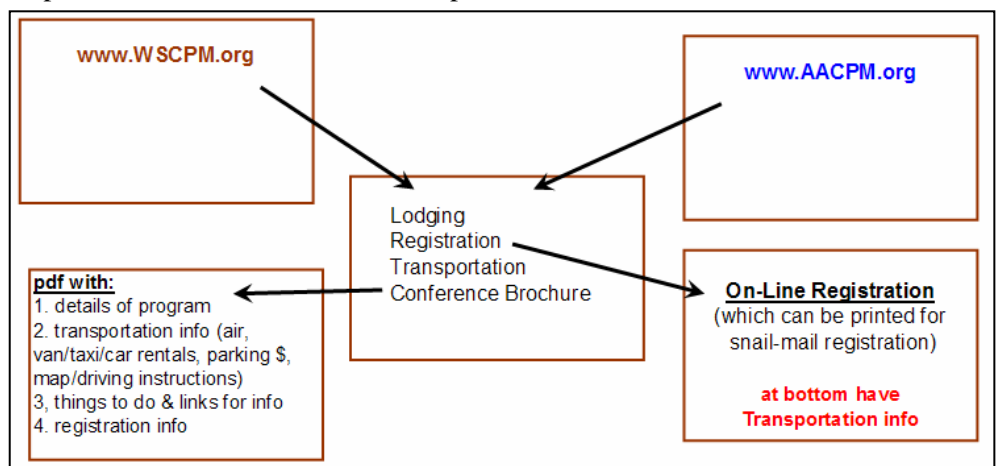 www.WSCPM.org
www.AACPM.org
Lodging
Registration
Transportation
Conference Brochure
pdf with:
1. details of program
2. transportation info (air,
van/taxi/car rentals, parking $,
map/driving instructions)
3, things to do & links for info
4. registration info
On-Line Registration
(which can be printed for
snail-mail registration)
at bottom have
Transportation info